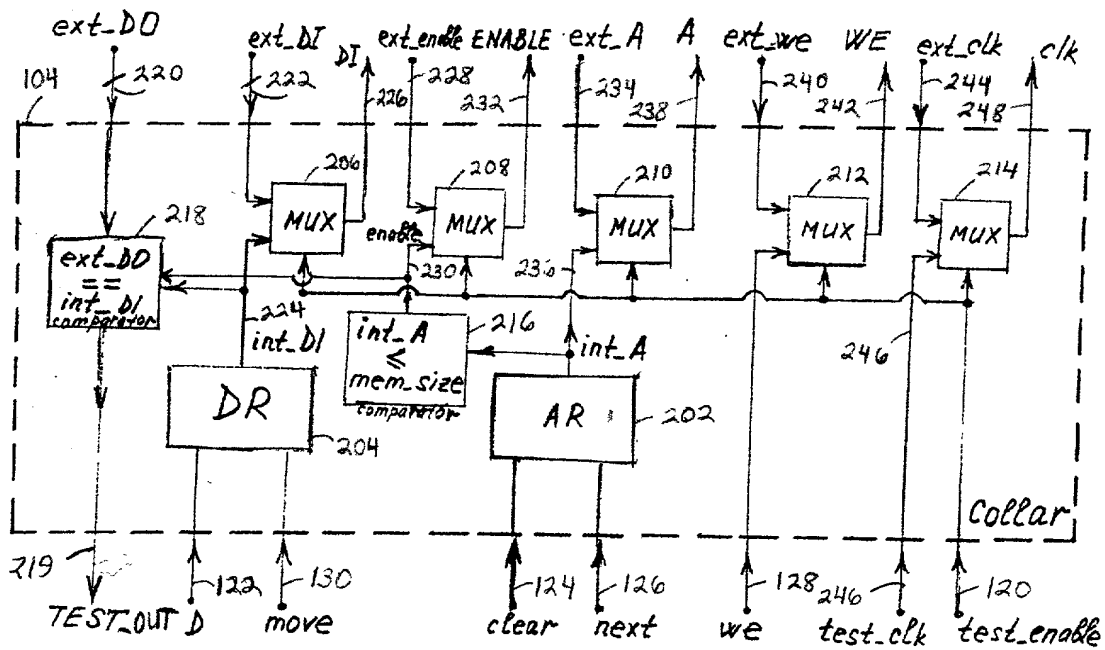 ext_DO
ext_DI
DI
ext_enable
ENABLE
ext_A
A
ext_we
WE
ext_clk
clk
104
220
222
226
228
232
234
238
240
242
244
248
206
MUX
208
MUX
210
MUX
212
MUX
214
MUX
218
ext_DO
==
int_DI
comparator
enable
230
236
224
int_DI
int_A
≤
mem_size
comparator
216
int_A
246
DR
204
AR
202
Collar
219
122
130
124
126
128
246
120
TEST_OUT
D
move
clear
next
we
test_clk
test_enable